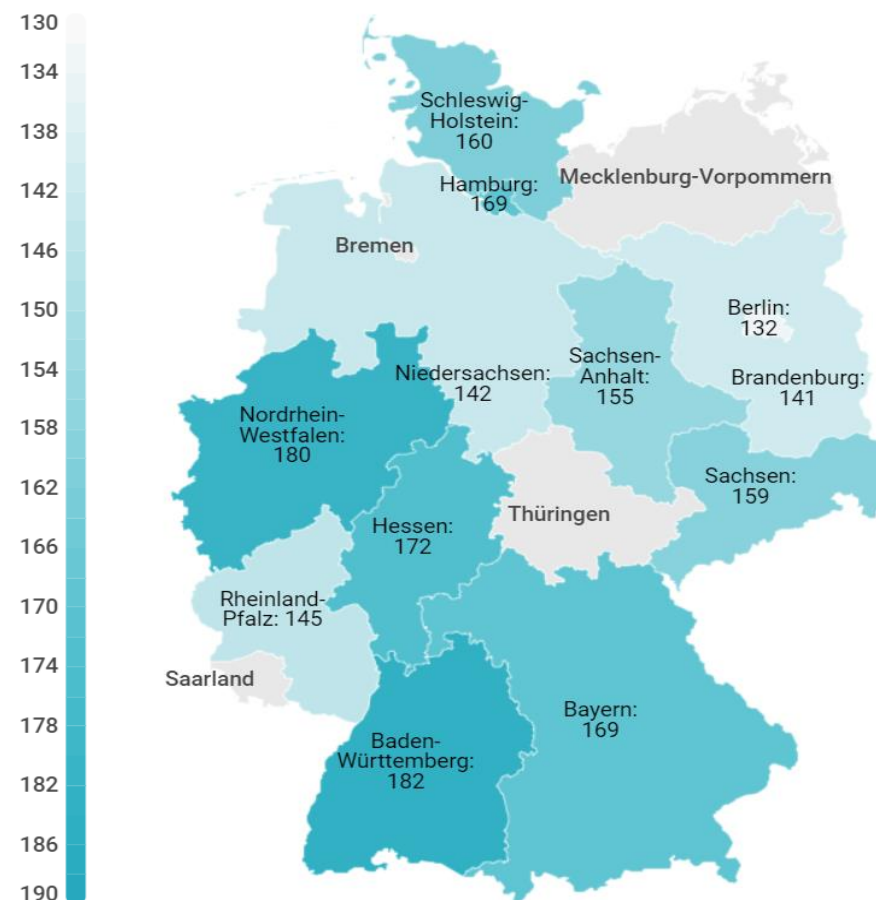 130
134
138
142
146
150
154
158
162
166
170
174
178
182
186
190
Schleswig-
Holstein:
160
Hamburg:
169
Mecklenburg-Vorpommern
Bremen
Berlin:
132
Niedersachsen:
142
Sachsen-
Anhalt:
155
Brandenburg:
141
Nordrhein-
Westfalen:
180
Sachsen:
159
Hessen:
172
Thüringen
Rheinland-
Pfalz: 145
Saarland
Bayern:
169
Baden-
Württemberg:
182